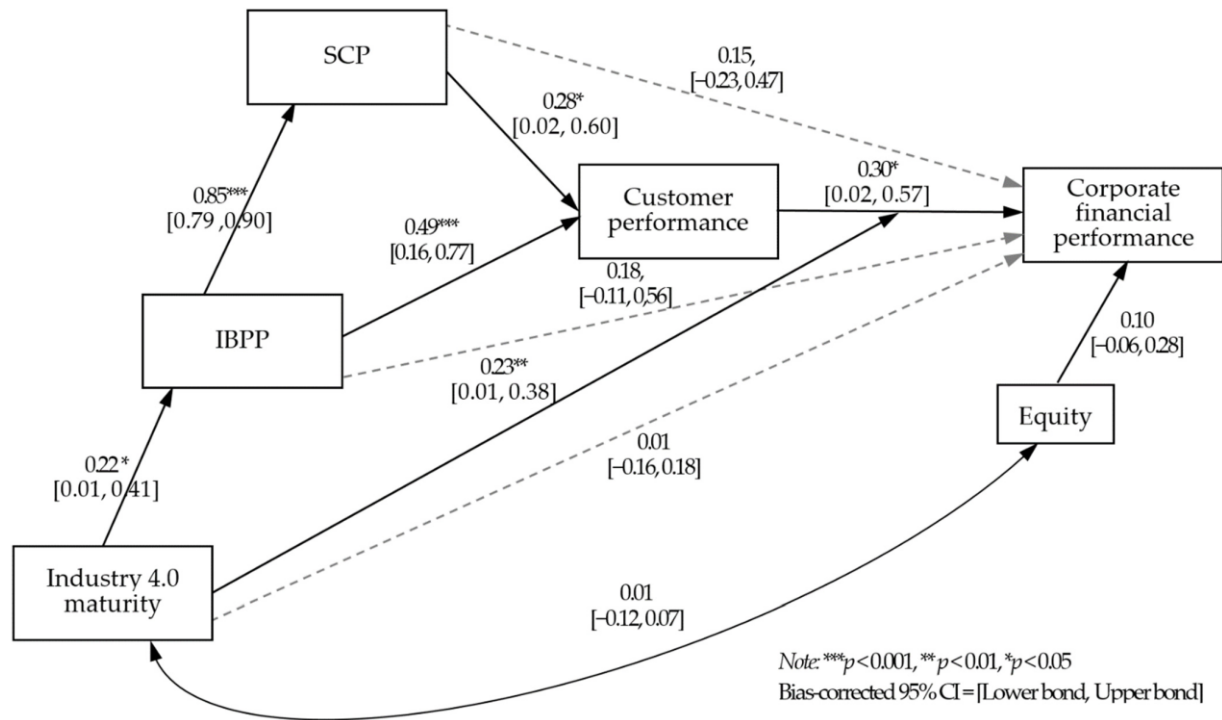 SCP
0.15,
[−0.23, 0.47]
0.28*
[0.02, 0.60]
0.85***
[0.79, 0.90]
Customer
performance
0.30*
[0.02, 0.57]
Corporate
financial
performance
0.49***
[0.16, 0.77]
0.18,
[−0.11, 0,56]
IBPP
0.23**
[0.01, 0.38]
0.10
[−0.06, 0.28]
Equity
0.22*
[0.01, 0.41]
0.01
[−0.16, 0.18]
Industry 4.0
maturity
0.01
[−0.12, 0.07]
Note: ***p < 0.001, **p < 0.01, *p < 0.05
Bias-corrected 95% CI = [Lower bond, Upper bond]